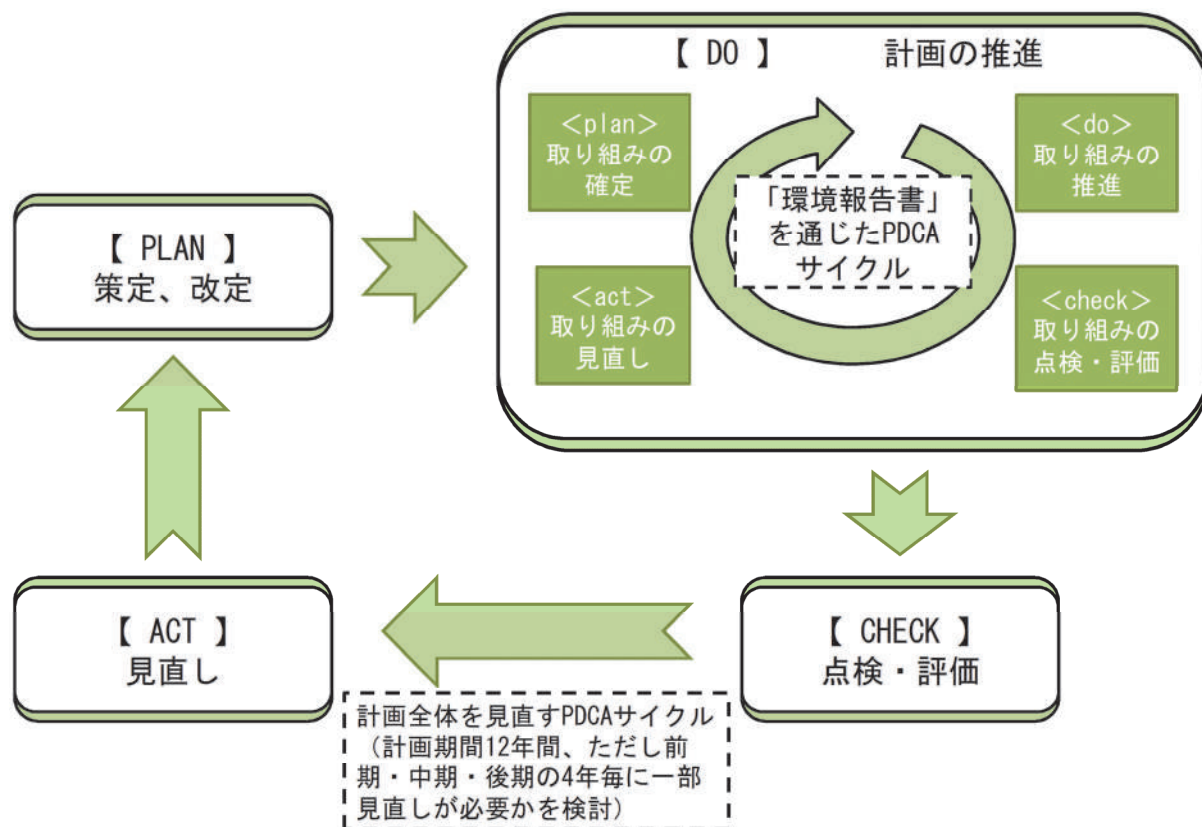 【 DO 】 計画の推進
<plan>
取り組みの
確定
<do>
取り組みの
推進
「環境報告書」
を通じたPDCA
サイクル
<act>
取り組みの
見直し
<check>
取り組みの
点検・評価
【 PLAN 】
策定、改定
【 ACT 】
見直し
【 CHECK 】
点検・評価
計画全体を見直すPDCAサイクル
（計画期間12年間、ただし前
期・中期・後期の4年毎に一部
見直しが必要かを検討）